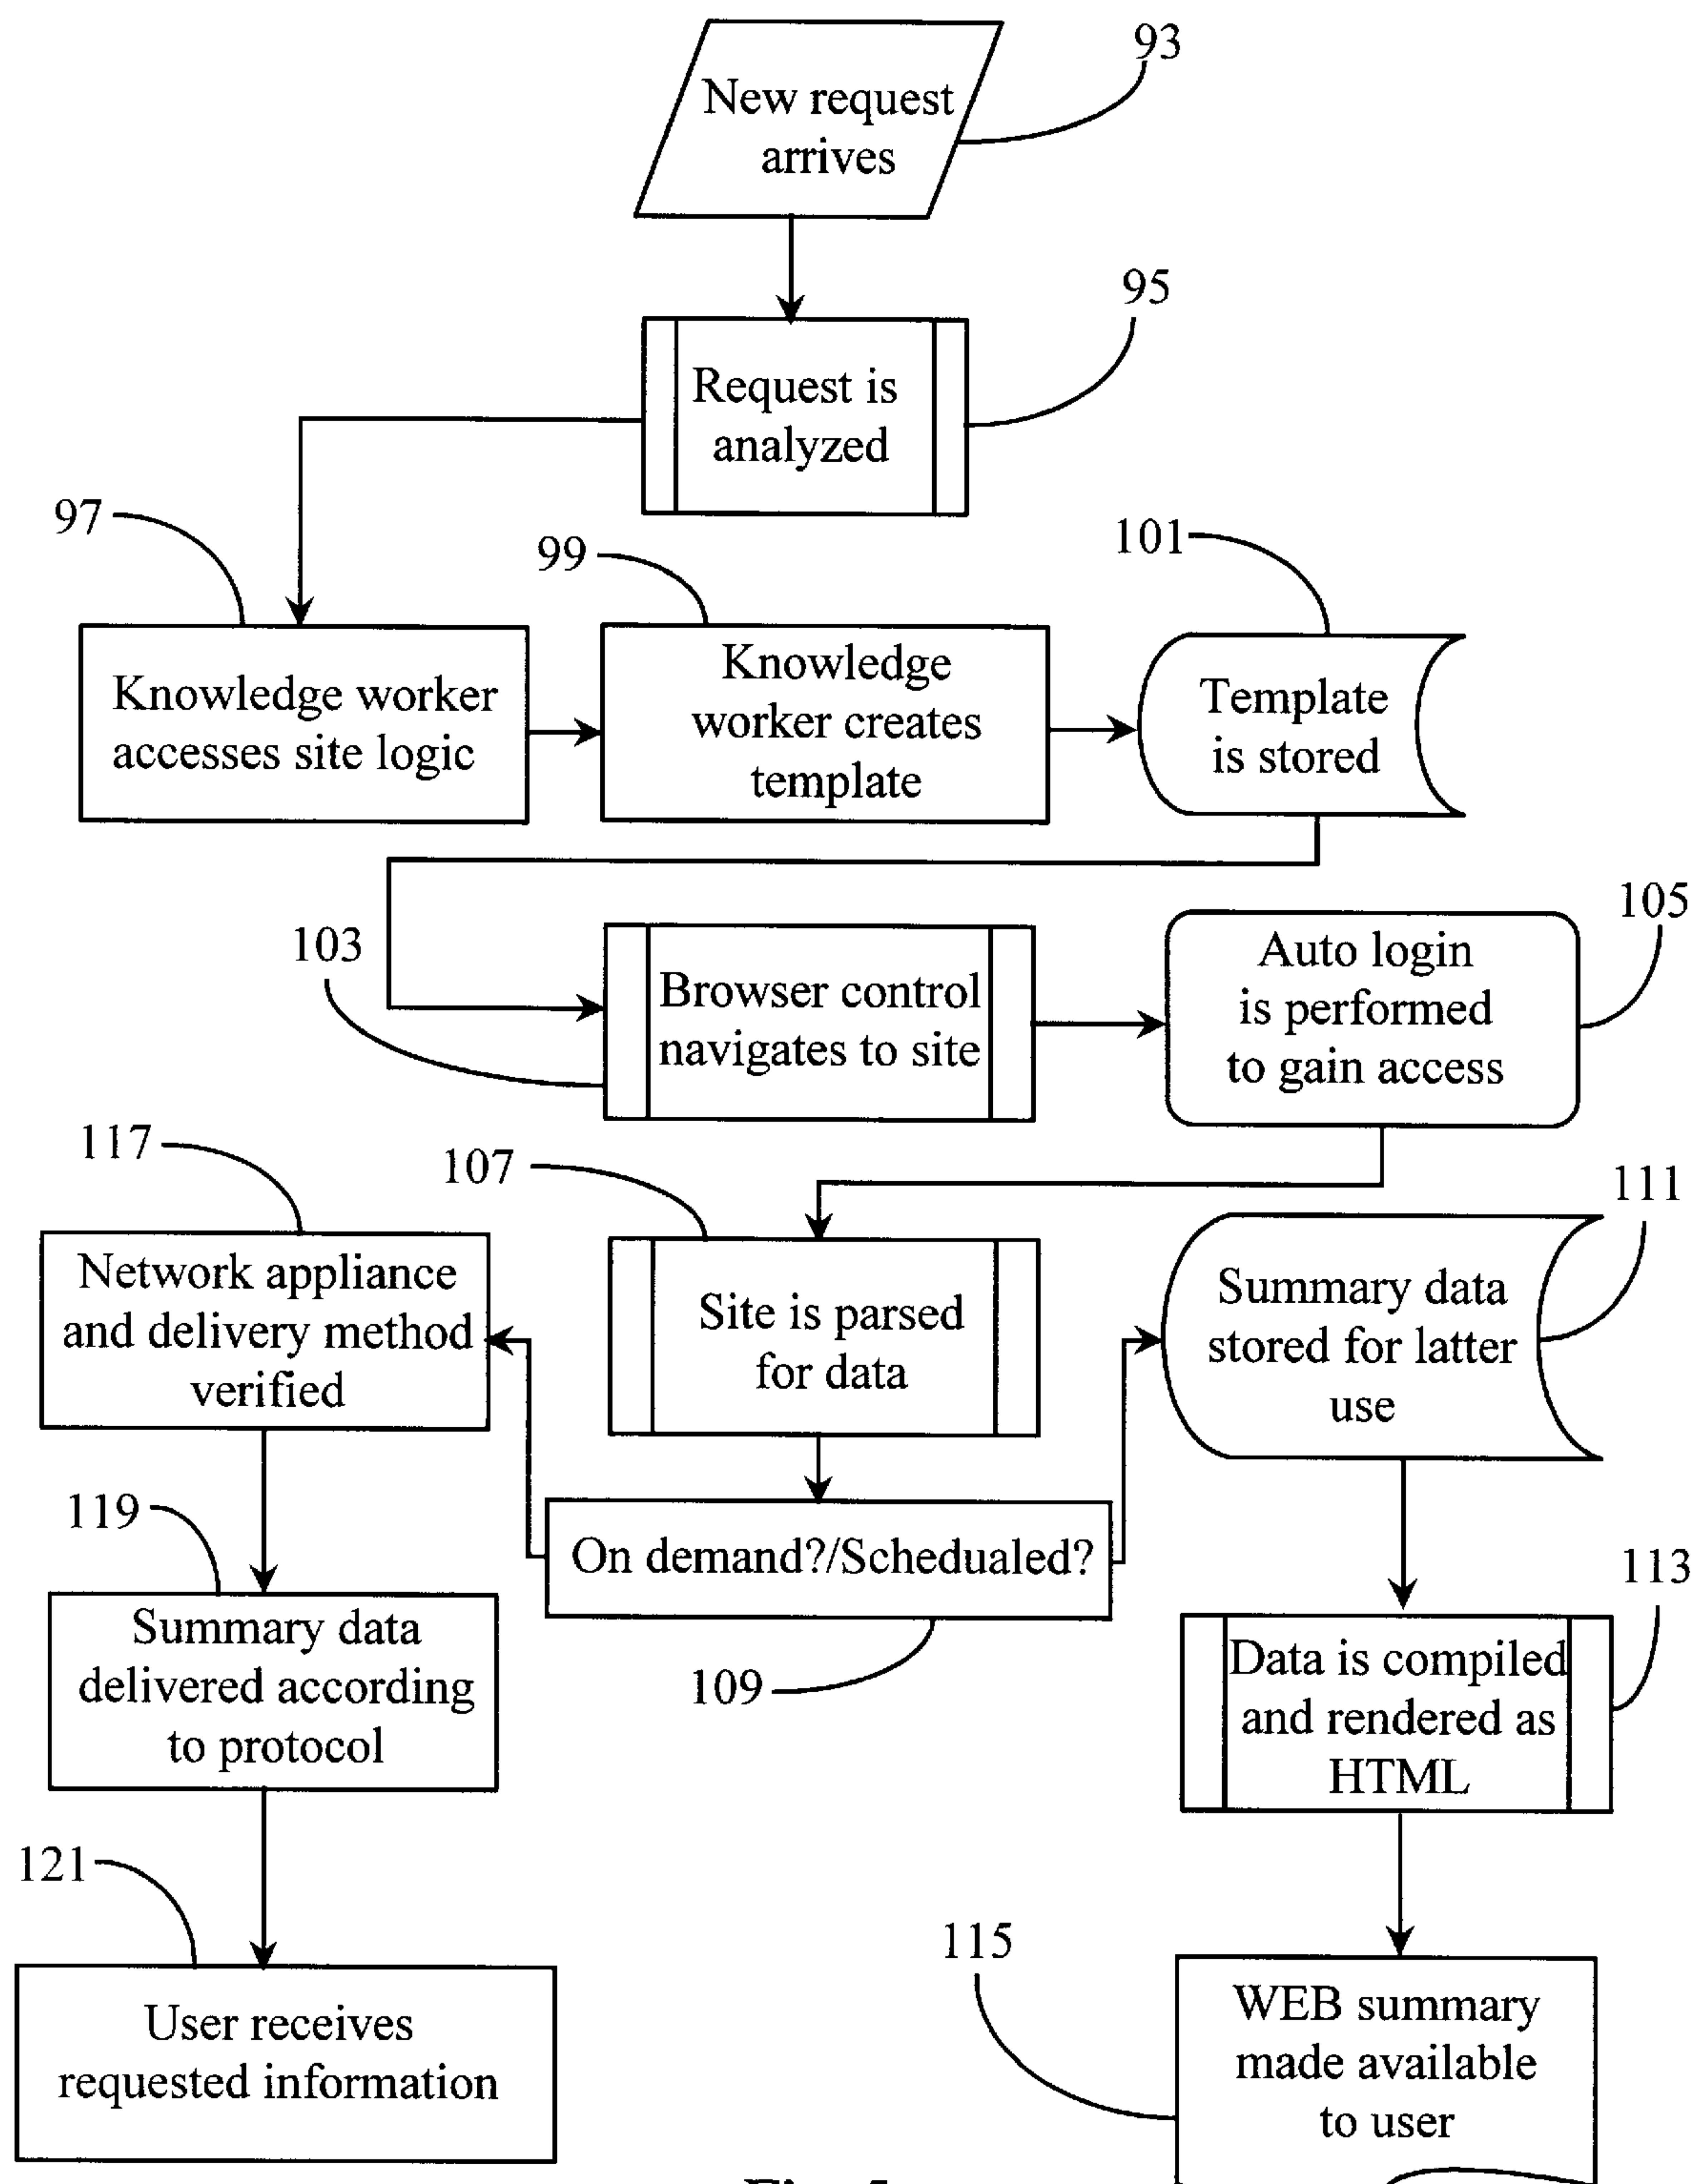 93
New request
arrives
95
Request is
analyzed
97
99
101
Knowledge worker
accesses site logic
Knowledge
worker creates
template
Template
is stored
103
105
Browser control
navigates to site
Auto login
is performed
to gain access
117
107
111
Network appliance
and delivery method
verified
Site is parsed
for data
Summary data
stored for latter
use
119
On demand?/Schedualed?
109
113
Summary data
delivered according
to protocol
Data is compiled
and rendered as
HTML
121
115
User receives
requested information
WEB summary
made available
to user